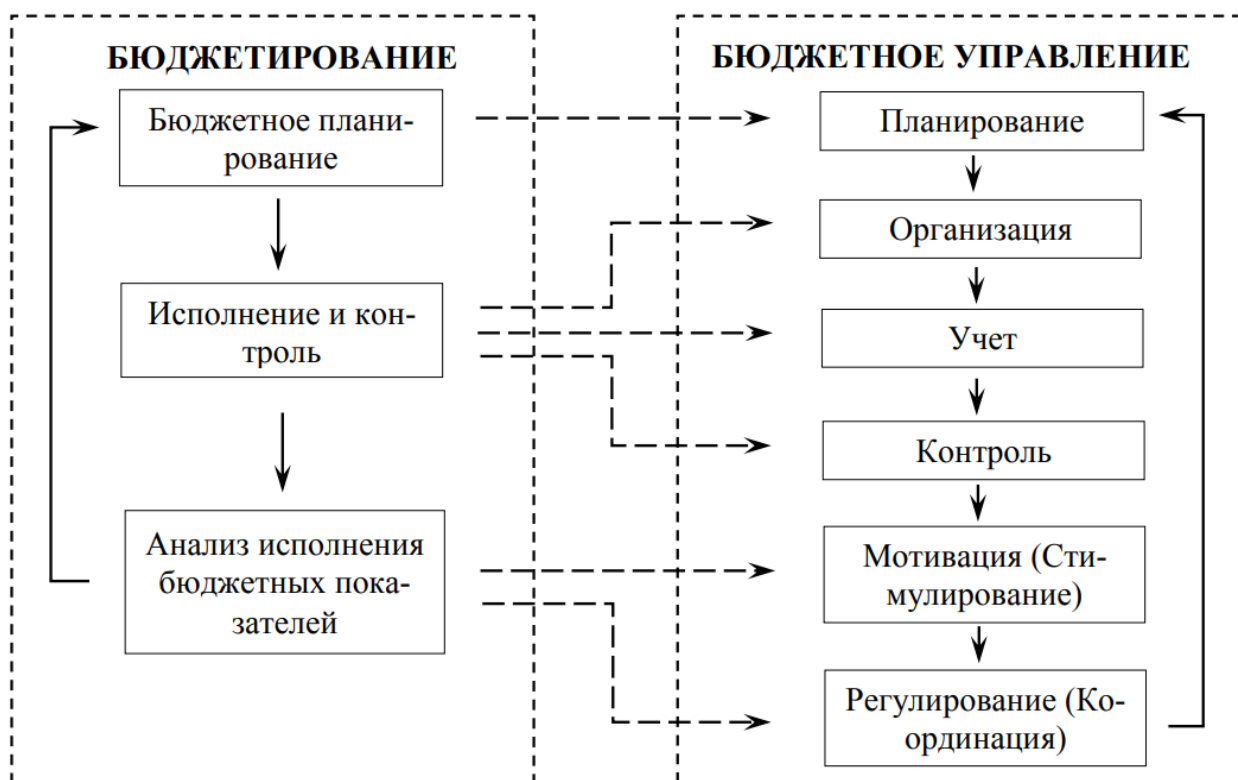 БЮДЖЕТИРОВАНИЕ
Бюджетное плани-
рование
Исполнение и кон-
троль
Анализ исполнения
бюджетных пока-
зателей
БЮДЖЕТНОЕ УПРАВЛЕНИЕ
Планирование
Организация
Учет
Контроль
Мотивация (Сти-
мулирование)
Регулирование (Ко-
ординация)